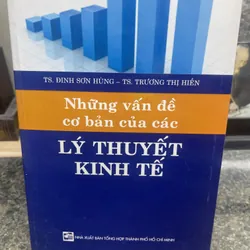 TS. ĐINH SƠN HÙNG - TS. TRƯƠNG THỊ HIỀN
Những vấn đề
cơ bản của các
LÝ THUYẾT
KINH TẾ
NHÀ XUẤT BẢN TỔNG HỢP THÀNH PHỐ HỒ CHÍ MINH